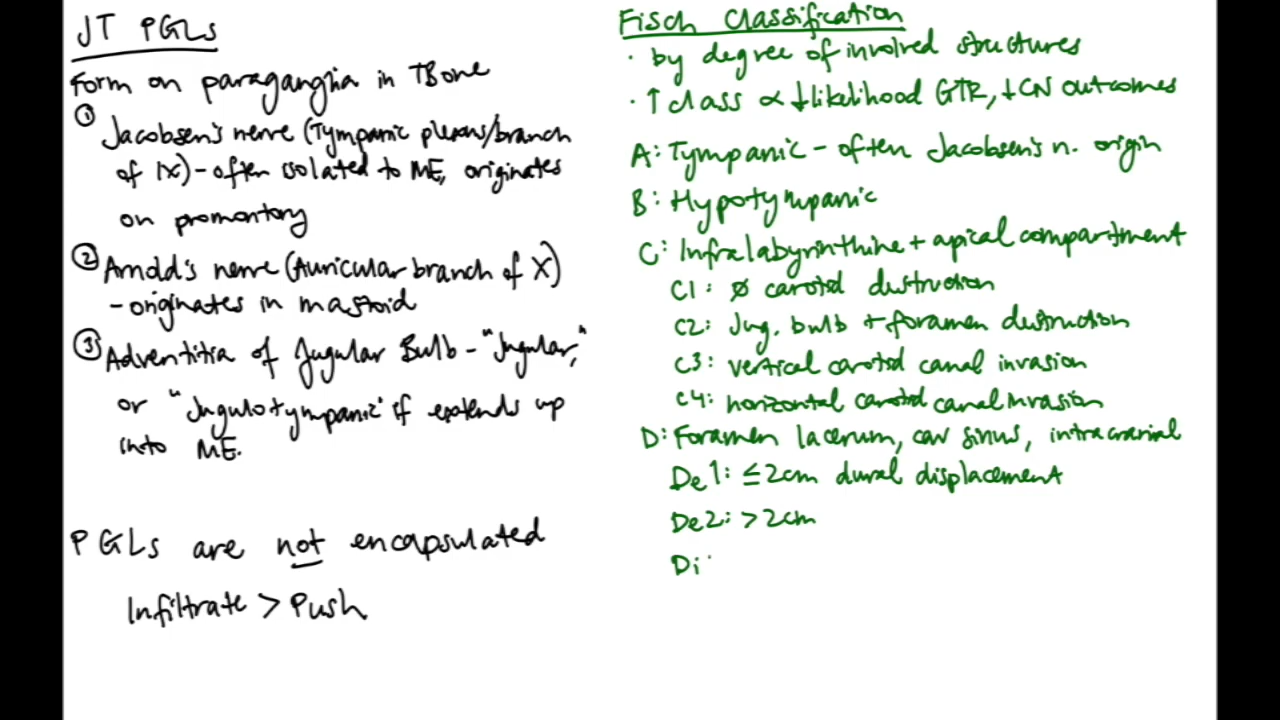 JT PGLs
Form on paraganglia in TBone
① Jacobsen's nerve (Tympanic plexus/branch
of IX) - often isolated to ME, originates
on promontory
② Arnold's nerve (Auricular branch of X)
- originates in mastoid
③ Adventitia of Jugular Bulb - "Jugular,"
or "Jugulotympanic" if extends up
into ME.
PGLs are not encapsulated
Infiltrate > Push
Fisch Classification
· by degree of involved structures
· ↑ class ∝ ↓ likelihood GTR, ↓ CN outcomes
A: Tympanic - often Jacobsen's n. origin
B: Hypotympanic
C: Infralabyrinthine + apical compartment
C1: ∅ carotid destruction
C2: Jug. bulb + foramen destruction
C3: vertical carotid canal invasion
C4: horizontal carotid canal invasion
D: Foramen lacerum, cav sinus, intracranial
De1: ≤2cm dural displacement
De2: >2cm
Di